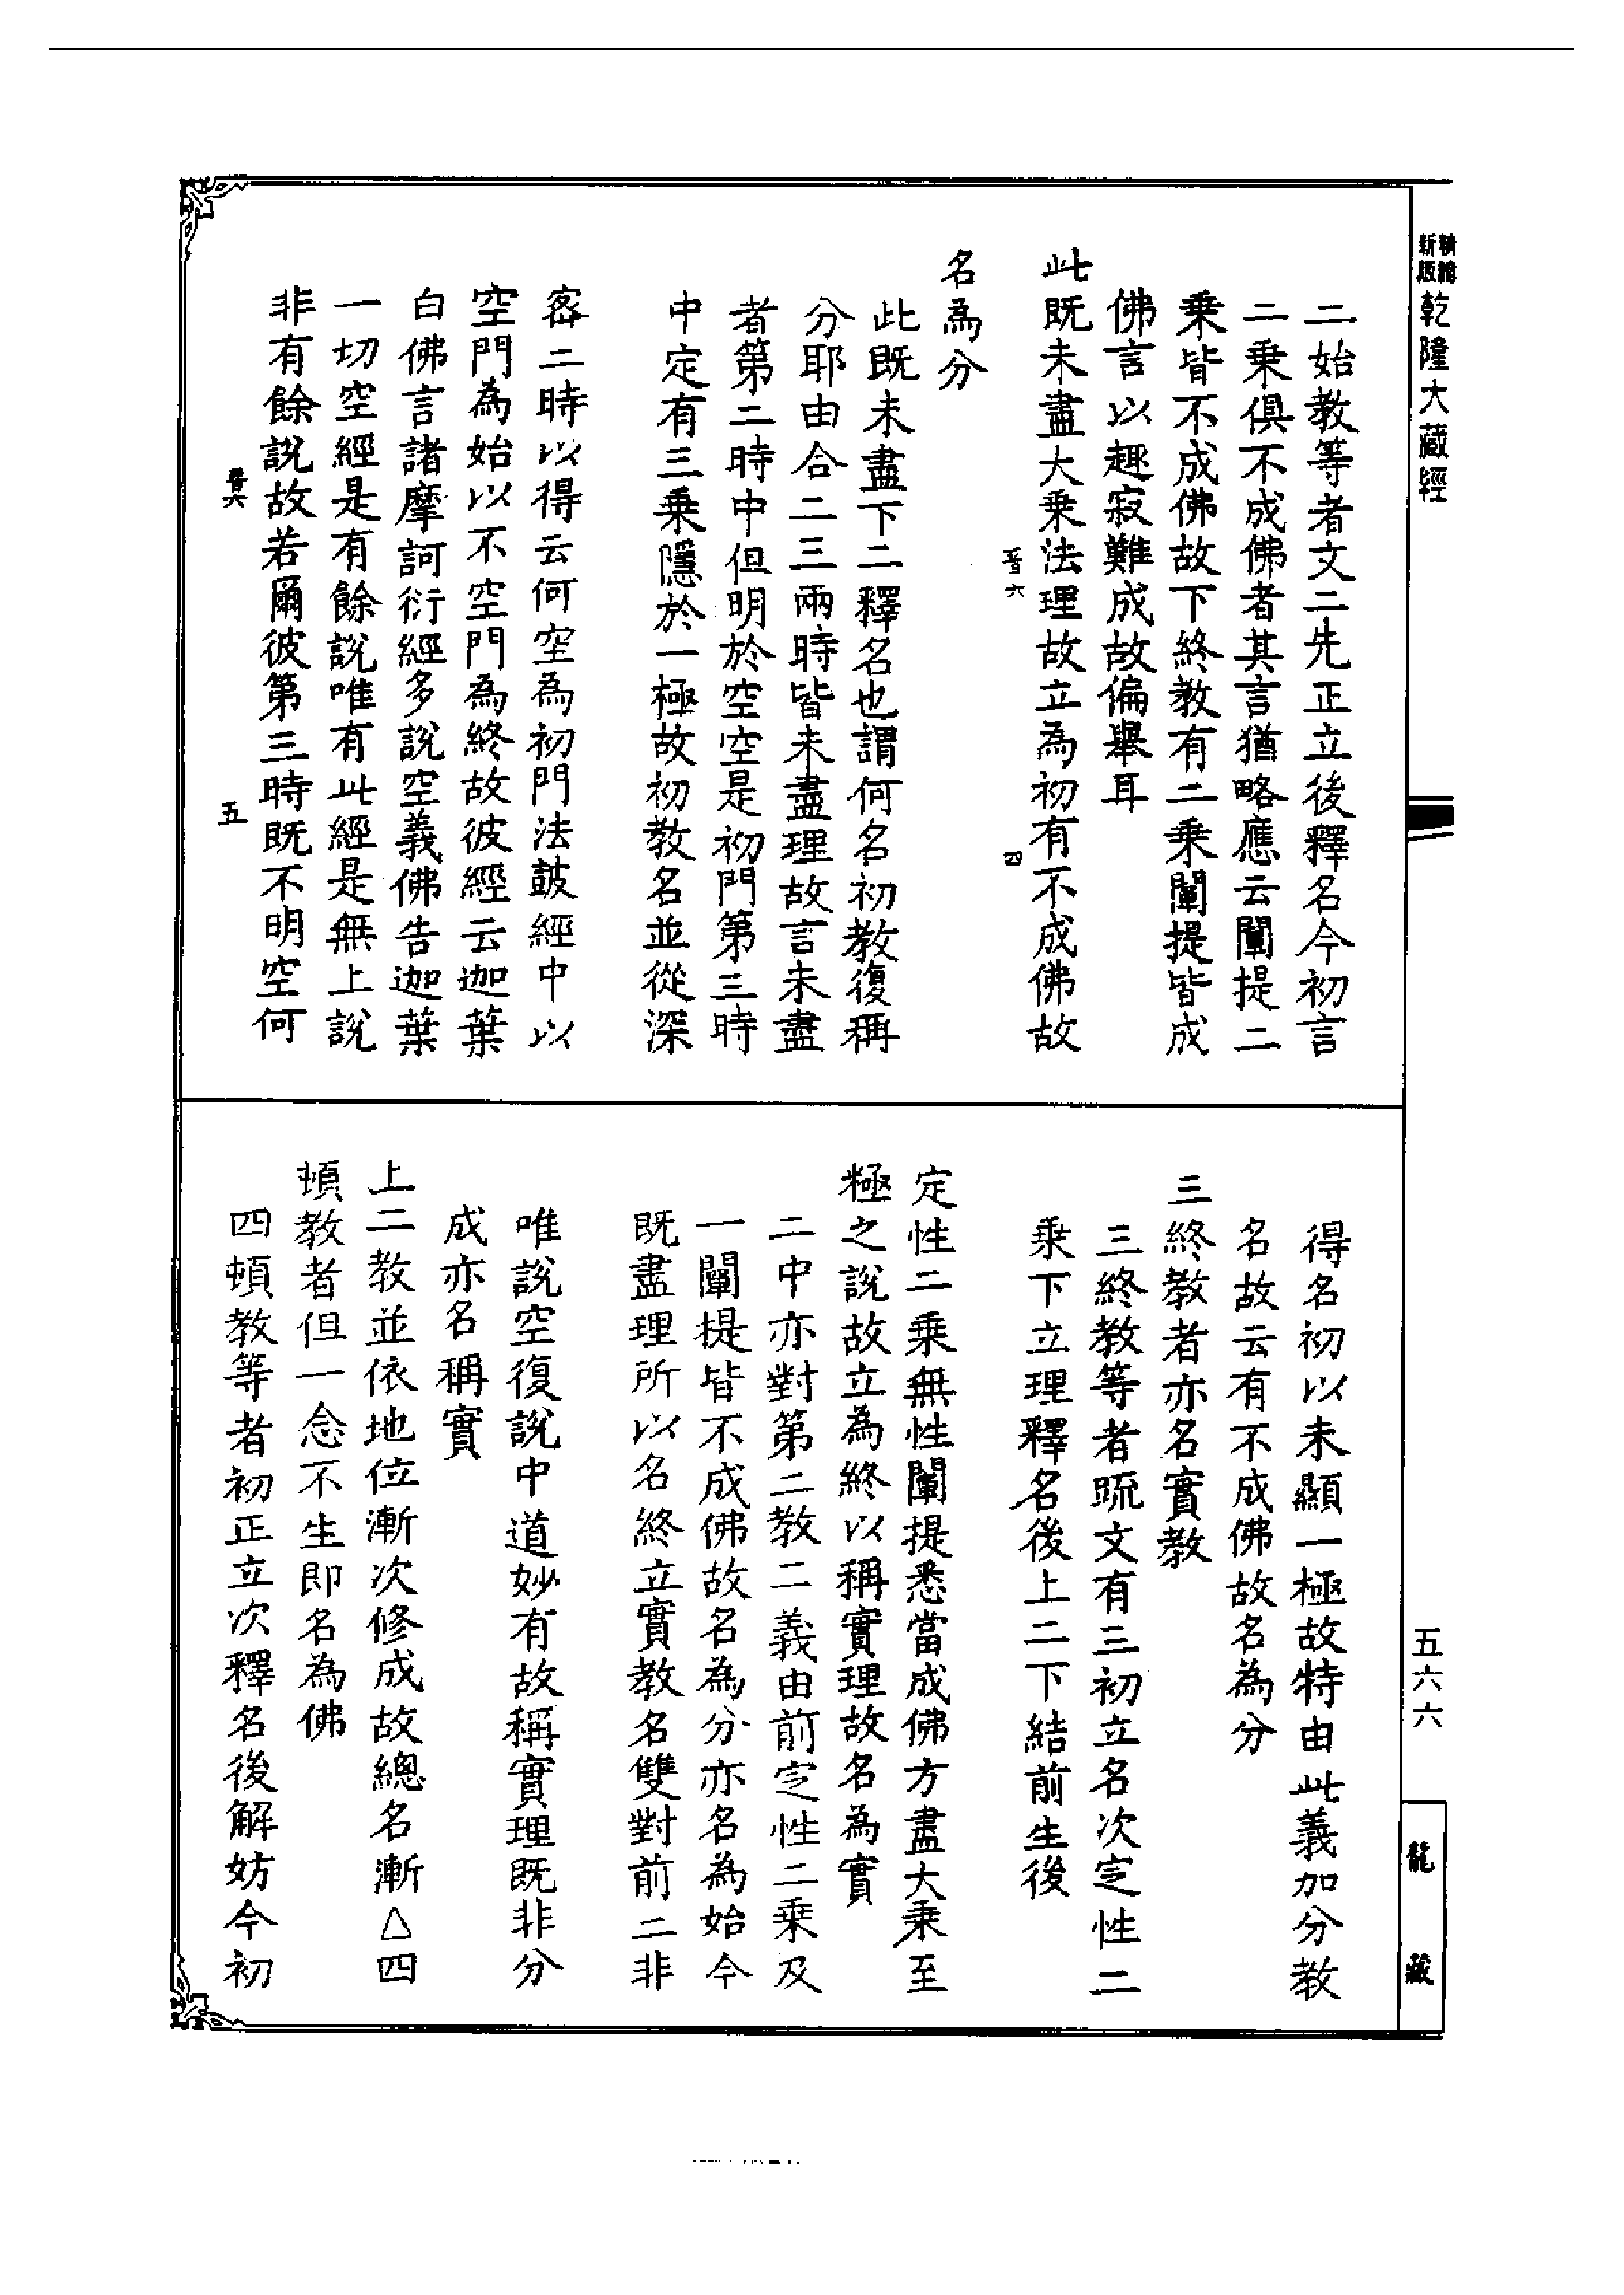 精縮新版乾隆大藏經
二始教等者文二先正立後釋名今初言
二乗俱不成佛者其言猶略應云闡提二
乗皆不成佛故下終教有二乗闡提皆成
佛言以趣寂難成故偏舉耳
此既未盡大乗法理故立為初有不成佛故
晉六 四
名為分
此既未盡下二釋名也謂何名初教復稱
分耶由合二三兩時皆未盡理故言未盡
者第二時中但明於空空是初門第三時
中定有三乗隱於一極故初教名並從深
密二時以得云何空為初門法鼓經中以
空門為始以不空門為終故彼經云迦葉
白佛言諸摩訶衍經多說空義佛告迦葉
一切空經是有餘說唯有此經是無上說
非有餘說故若爾彼第三時既不明空何
晉六 五
得名初以未顯一極故特由此義加分教
名故云有不成佛故名為分
三終教者亦名實教
三終教等者䟽文有三初立名次定性二
乗下立理釋名後上二下結前生後
定性二乗無性闡提悉當成佛方盡大乗至
極之說故立為終以稱實理故名為實
二中亦對第二教二義由前定性二乗及
一闡提皆不成佛故名為分亦名為始今
既盡理所以名終立實教名雙對前二非
唯說空復說中道妙有故稱實理既非分
成亦名稱實
上二教並依地位漸次修成故總名漸△四
頓教者但一念不生即名為佛
四頓教等者初正立次釋名後解妨今初
五六六
龍藏